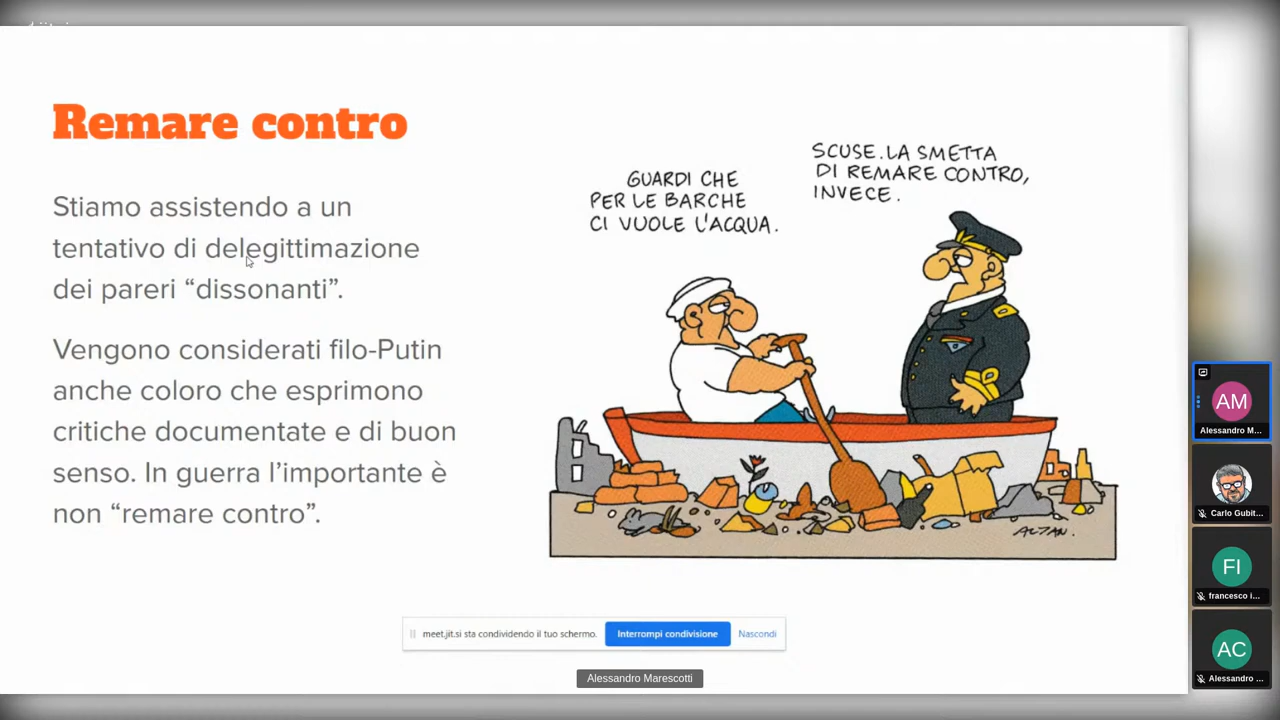 Remare contro
Stiamo assistendo a un
tentativo di delegittimazione
dei pareri “dissonanti”.
Vengono considerati filo-Putin
anche coloro che esprimono
critiche documentate e di buon
senso. In guerra l’importante è
non “remare contro”.
GUARDI CHE
PER LE BARCHE
CI VUOLE L'ACQUA.
SCUSE. LA SMETTA
DI REMARE CONTRO,
INVECE.
ALTAN.
meet.jit.si sta condividendo il tuo schermo.
Interrompi condivisione
Nascondi
Alessandro Marescotti
AM
Alessandro M...
Carlo Gubit...
FI
francesco i...
AC
Alessandro ...